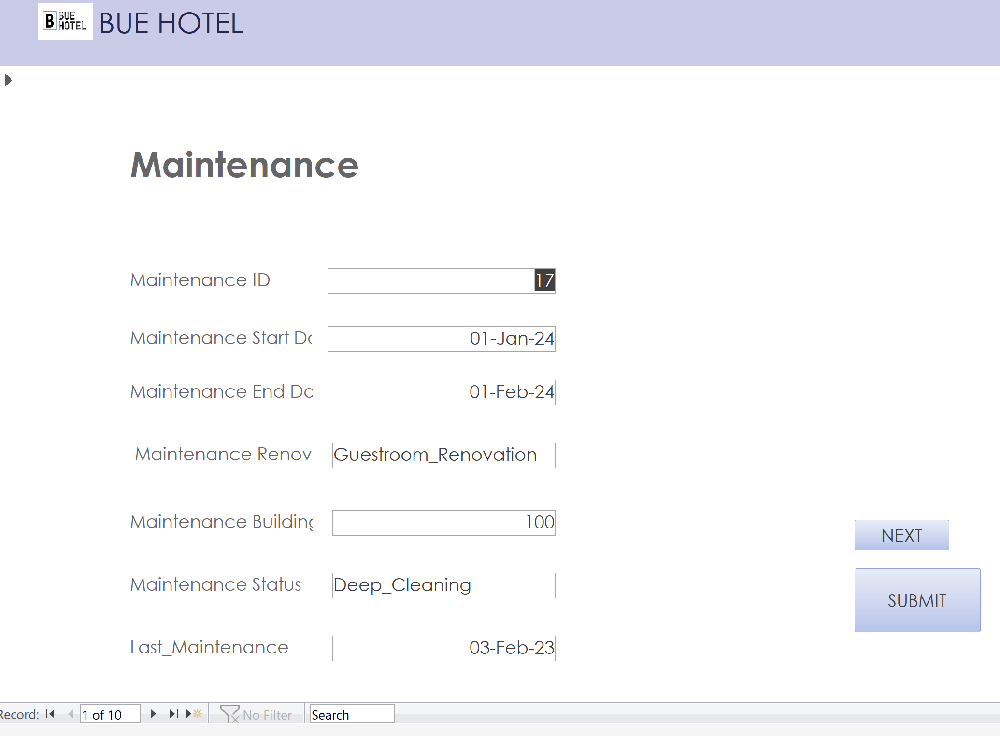 B BUE
HOTEL
BUE HOTEL
Maintenance
Maintenance ID 17
Maintenance Start Da 01-Jan-24
Maintenance End Da 01-Feb-24
Maintenance Renov Guestroom_Renovation
Maintenance Building 100
Maintenance Status Deep_Cleaning
Last_Maintenance 03-Feb-23
NEXT
SUBMIT
Record: 1 of 10 No Filter Search